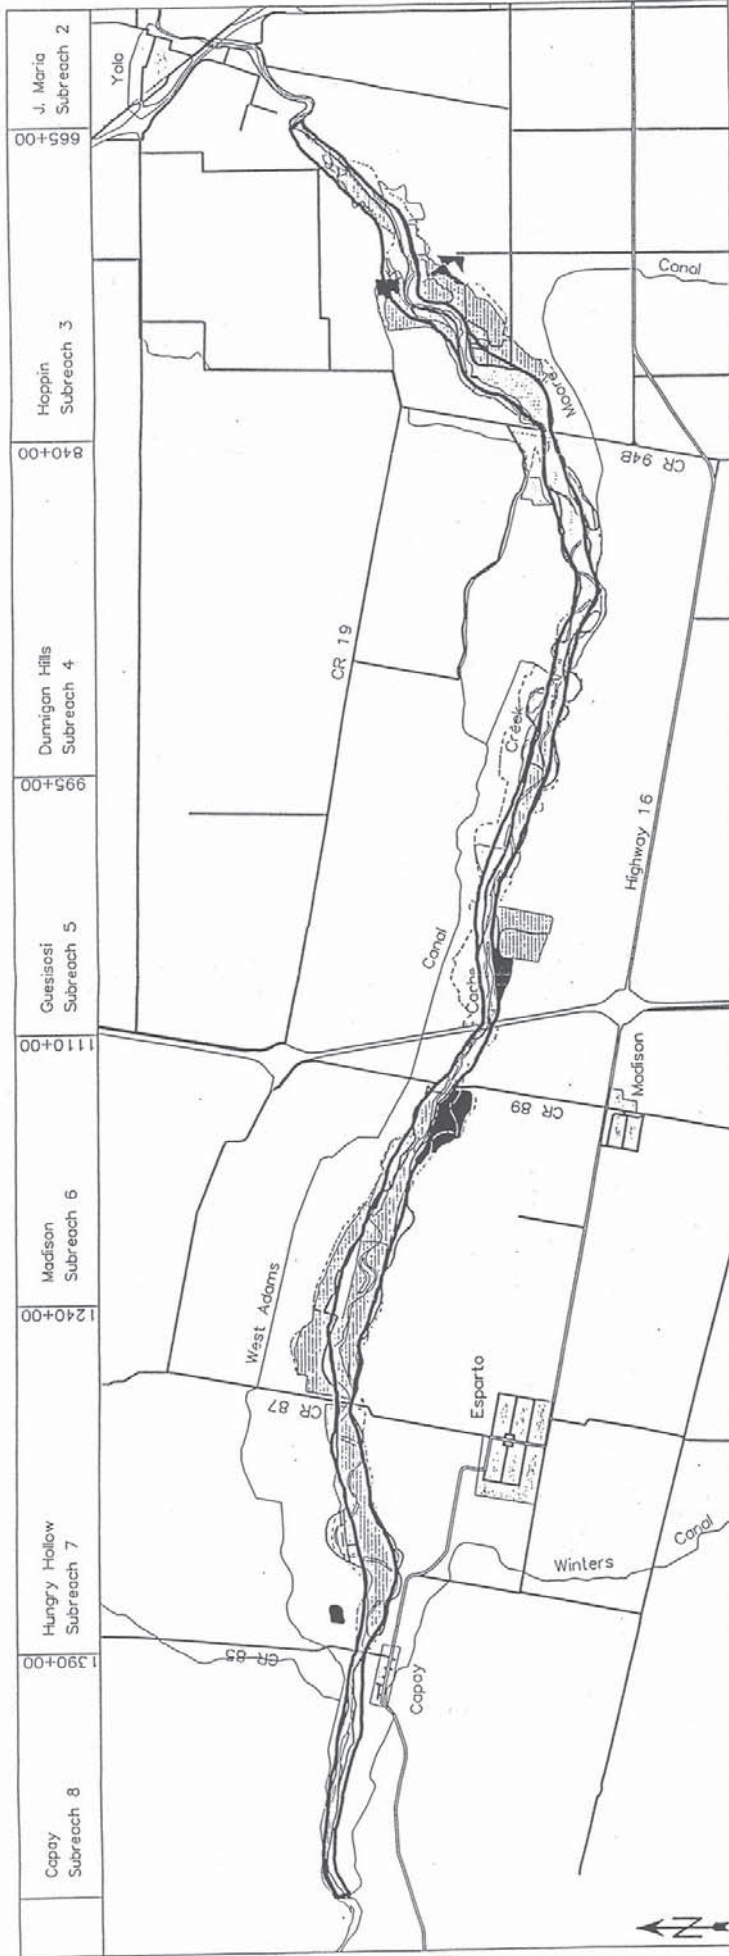 Capay
Subreach 8
1390+00
Hungry Hollow
Subreach 7
1240+00
Madison
Subreach 6
1110+00
Guesisosi
Subreach 5
995+00
Dunnigan Hills
Subreach 4
840+00
Hoppin
Subreach 3
665+00
J. Maria
Subreach 2
Yolo
CR 85
West Adams
Canal
CR 87
CR 19
Capay
Esparto
Winters
Canal
CR 89
Madison
Cache
Creek
Highway 16
CR 94B
Moore
Canal
N